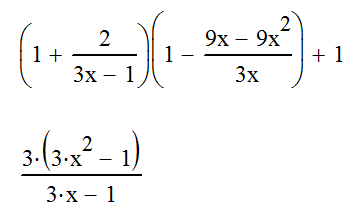 (1 + 2/(3x − 1))(1 − (9x − 9x²)/(3x)) + 1
3·(3·x² − 1)/(3·x − 1)